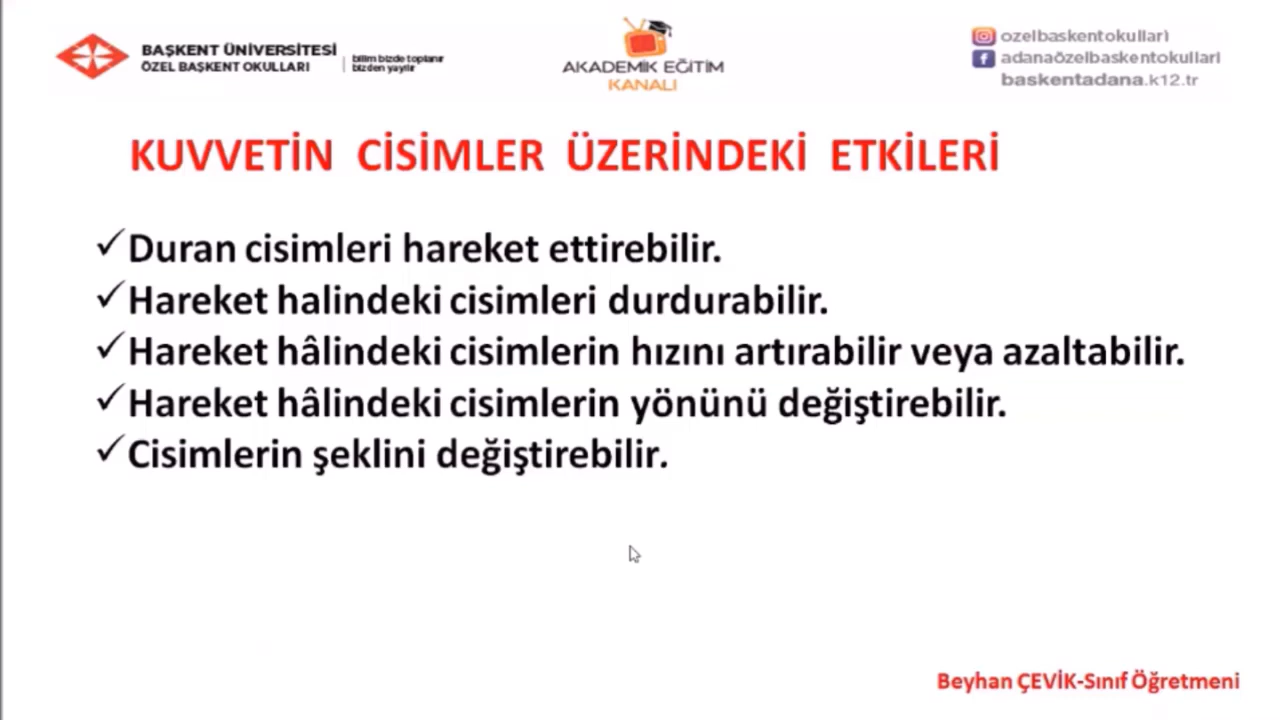 BAŞKENT ÜNİVERSİTESİ
ÖZEL BAŞKENT OKULLARI
bilim bizde toplanır
bizden yayılır
AKADEMİK EĞİTİM
KANALI
ozelbaskentokullari
adanaözelbaskentokullari
baskentadana.k12.tr
KUVVETİN CİSİMLER ÜZERİNDEKİ ETKİLERİ
✓Duran cisimleri hareket ettirebilir.
✓Hareket halindeki cisimleri durdurabilir.
✓Hareket hâlindeki cisimlerin hızını artırabilir veya azaltabilir.
✓Hareket hâlindeki cisimlerin yönünü değiştirebilir.
✓Cisimlerin şeklini değiştirebilir.
Beyhan ÇEVİK-Sınıf Öğretmeni